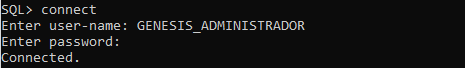 SQL> connect
Enter user-name: GENESIS_ADMINISTRADOR
Enter password:
Connected.